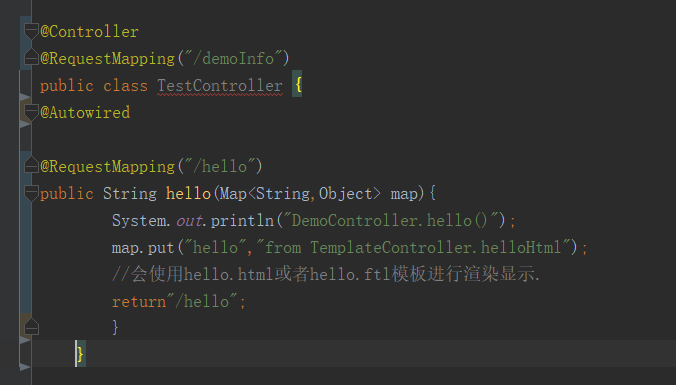 @Controller
@RequestMapping("/demoInfo")
public class TestController {
@Autowired
@RequestMapping("/hello")
public String hello(Map<String,Object> map){
System.out.println("DemoController.hello()");
map.put("hello","from TemplateController.helloHtml");
//会使用hello.html或者hello.ftl模板进行渲染显示.
return"/hello";
}
}